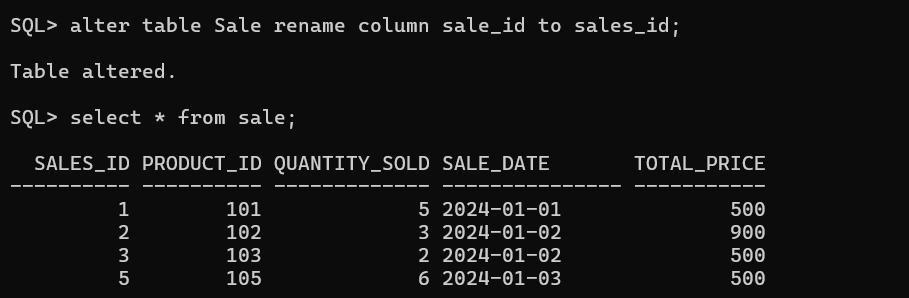 SQL> alter table Sale rename column sale_id to sales_id;
Table altered.
SQL> select * from sale;
  SALES_ID PRODUCT_ID QUANTITY_SOLD SALE_DATE       TOTAL_PRICE
---------- ---------- ------------- --------------- -----------
         1        101             5 2024-01-01              500
         2        102             3 2024-01-02              900
         3        103             2 2024-01-02              500
         5        105             6 2024-01-03              500